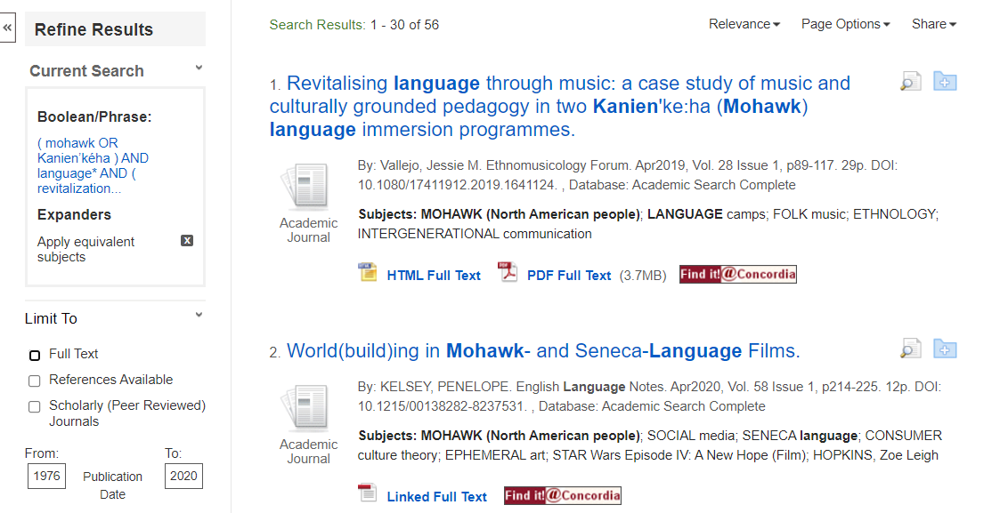 «
Refine Results
Current Search
Boolean/Phrase:
( mohawk OR
Kanien'kéha ) AND
language* AND (
revitalization...
Expanders
Apply equivalent
subjects
x
Limit To
Full Text
References Available
Scholarly (Peer Reviewed)
Journals
From:
To:
1976
Publication
Date
2020
Search Results: 1 - 30 of 56
Relevance
Page Options
Share
1. Revitalising language through music: a case study of music and
culturally grounded pedagogy in two Kanien'ke:ha (Mohawk)
language immersion programmes.
Academic
Journal
By: Vallejo, Jessie M. Ethnomusicology Forum. Apr2019, Vol. 28 Issue 1, p89-117. 29p. DOI:
10.1080/17411912.2019.1641124. , Database: Academic Search Complete
Subjects: MOHAWK (North American people); LANGUAGE camps; FOLK music; ETHNOLOGY;
INTERGENERATIONAL communication
HTML Full Text
PDF
PDF Full Text (3.7MB)
Find it!@Concordia
2. World(build)ing in Mohawk- and Seneca-Language Films.
Academic
Journal
By: KELSEY, PENELOPE. English Language Notes. Apr2020, Vol. 58 Issue 1, p214-225. 12p. DOI:
10.1215/00138282-8237531. , Database: Academic Search Complete
Subjects: MOHAWK (North American people); SOCIAL media; SENECA language; CONSUMER
culture theory; EPHEMERAL art; STAR Wars Episode IV: A New Hope (Film); HOPKINS, Zoe Leigh
Linked Full Text
Find it!@Concordia